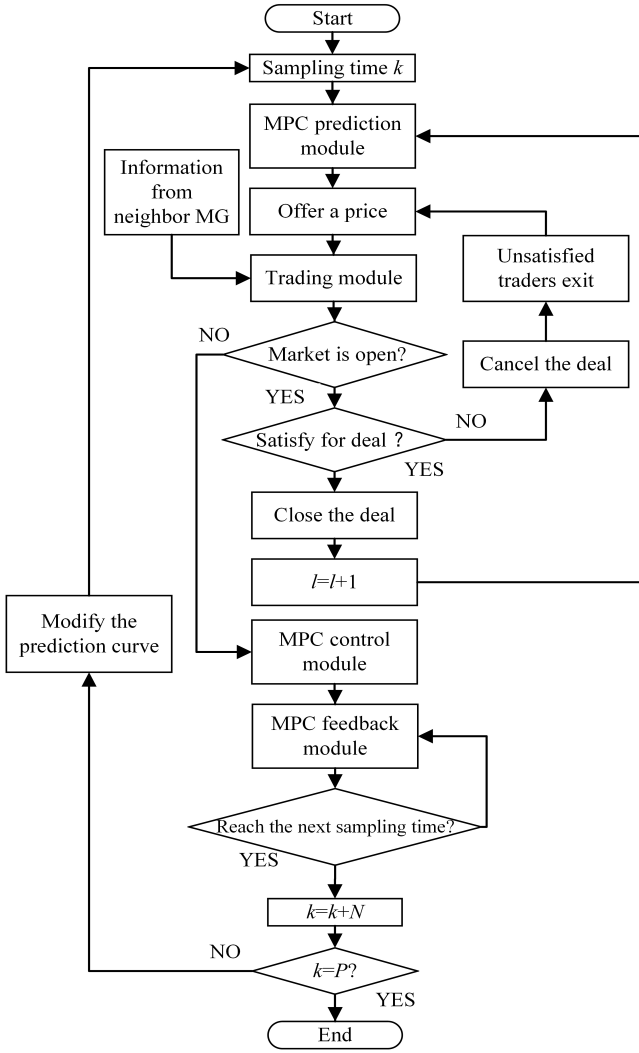 Start
Sampling time k
MPC prediction
module
Information
from
neighbor MG
Offer a price
Unsatisfied
traders exit
Trading module
NO
Market is open?
Cancel the deal
YES
NO
Satisfy for deal ?
YES
Close the deal
l=l+1
Modify the
prediction curve
MPC control
module
MPC feedback
module
Reach the next sampling time?
YES
k=k+N
NO
k=P?
YES
End